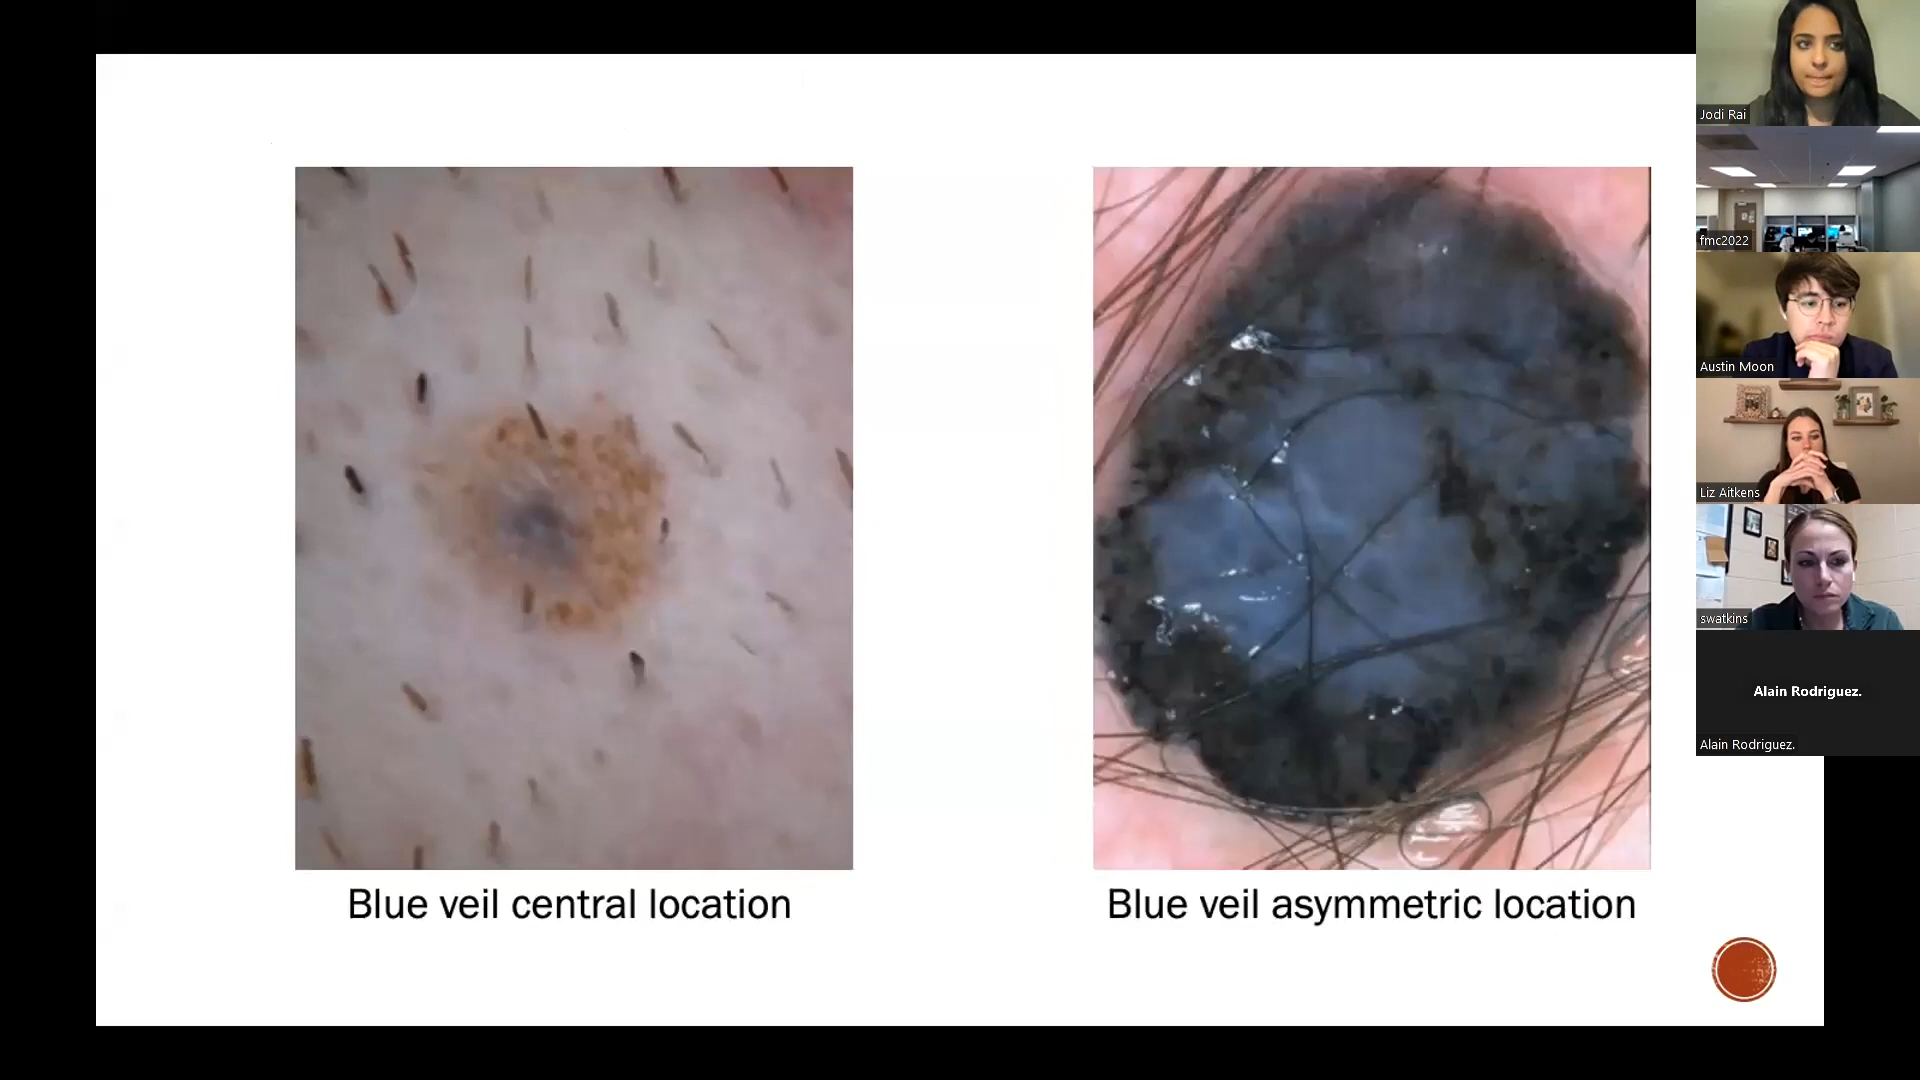 Blue veil central location
Blue veil asymmetric location
Jodi Rai
fmc2022
Austin Moon
Liz Aitkens
swatkins
Alain Rodriguez.
Alain Rodriguez.